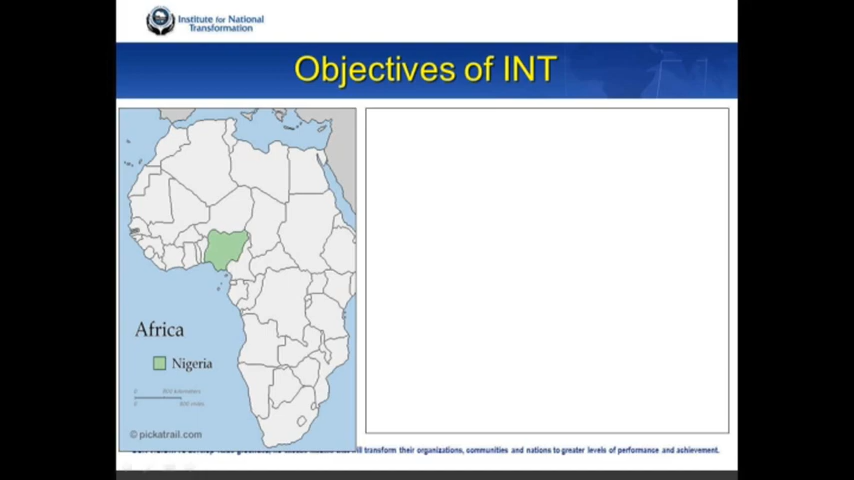 Institute for National
Transformation
Objectives of INT
Africa
Nigeria
© pickatrail.com
transform their organizations, communities and nations to greater levels of performance and achievement.